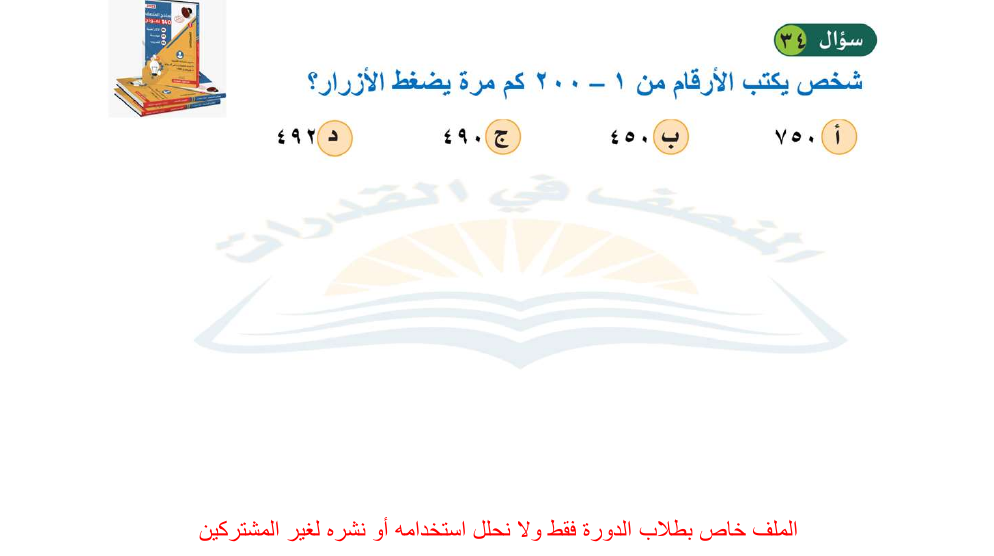 سؤال ٣٤
شخص يكتب الأرقام من ١ – ٢٠٠ كم مرة يضغط الأزرار؟
أ ٧٥٠ ب ٤٥٠ ج ٤٩٠ د ٤٩٢
المنصف في القدرات
الملف خاص بطلاب الدورة فقط ولا نحلل استخدامه أو نشره لغير المشتركين